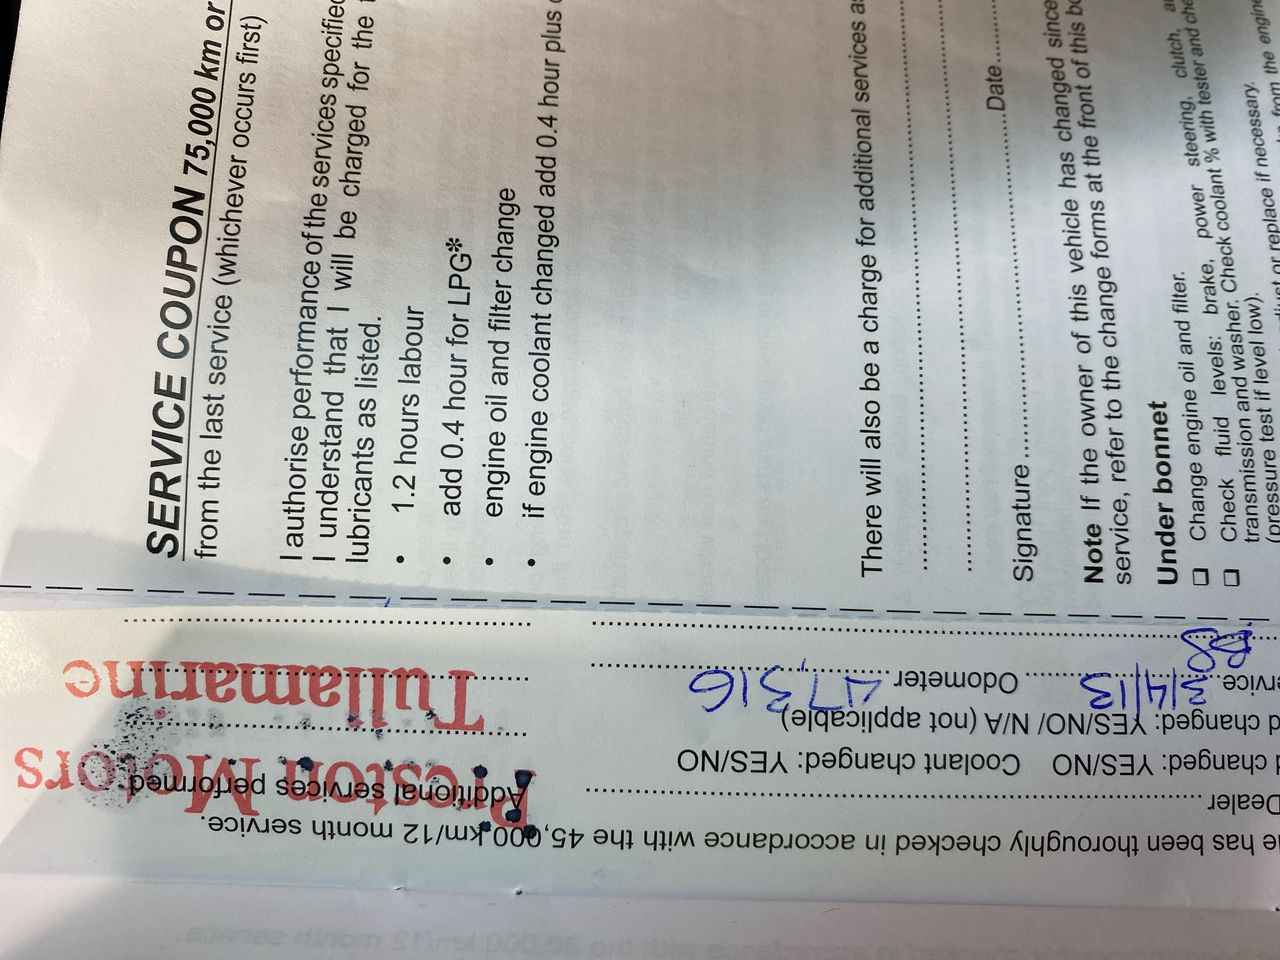 SERVICE COUPON 75,000 km or
from the last service (whichever occurs first)
I authorise performance of the services specified
I understand that I will be charged for the
lubricants as listed.
• 1.2 hours labour
• add 0.4 hour for LPG*
• engine oil and filter change
• if engine coolant changed add 0.4 hour plus
There will also be a charge for additional services as
Signature ........ Date........
Note If the owner of this vehicle has changed since
service, refer to the change forms at the front of this
Under bonnet
❑ Change engine oil and filter.
❑ Check fluid levels: brake, power steering, clutch,
transmission and washer. Check coolant % with tester and
(pressure test if level low).
or replace if necessary.
from the engine
has been thoroughly checked in accordance with the 45,000 km/12 month service.
Dealer ........ Additional services performed
changed: YES/NO Coolant changed: YES/NO
changed: YES/NO/ N/A (not applicable)
3/4/13 Odometer 47,316
Preston Motors
Tullamarine